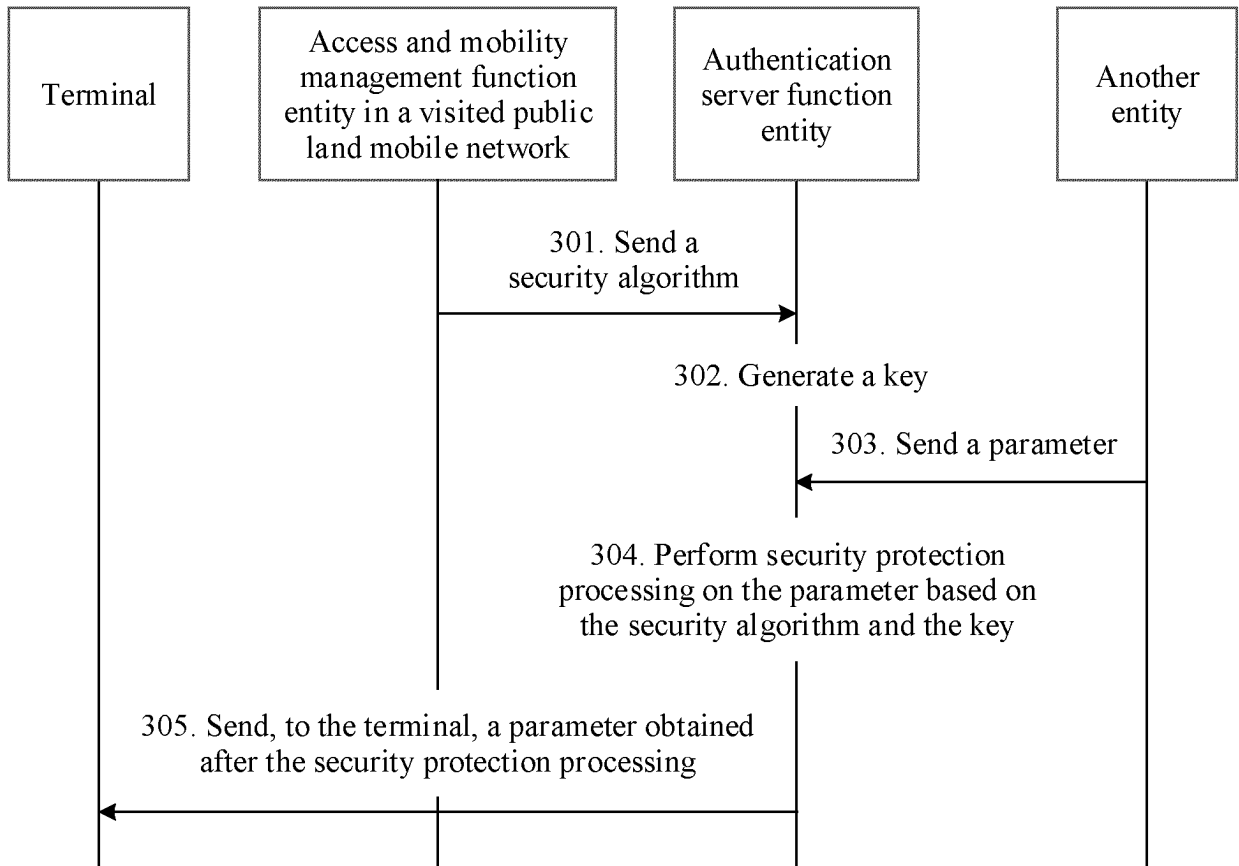 Terminal
Access and mobility
management function
entity in a visited public
land mobile network
Authentication
server function
entity
Another
entity
301. Send a
security algorithm
302. Generate a key
303. Send a parameter
304. Perform security protection
processing on the parameter based on
the security algorithm and the key
305. Send, to the terminal, a parameter obtained
after the security protection processing